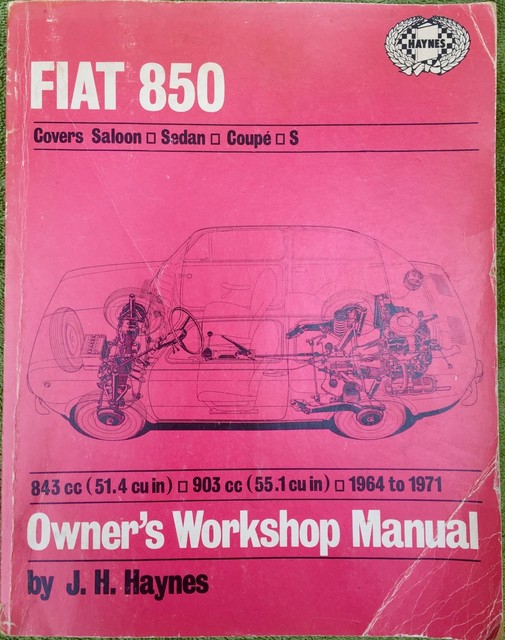 HAYNES
FIAT 850
Covers Saloon □ Sedan □ Coupé □ S
843 cc (51.4 cu in) □ 903 cc (55.1 cu in) □ 1964 to 1971
Owner's Workshop Manual
by J. H. Haynes